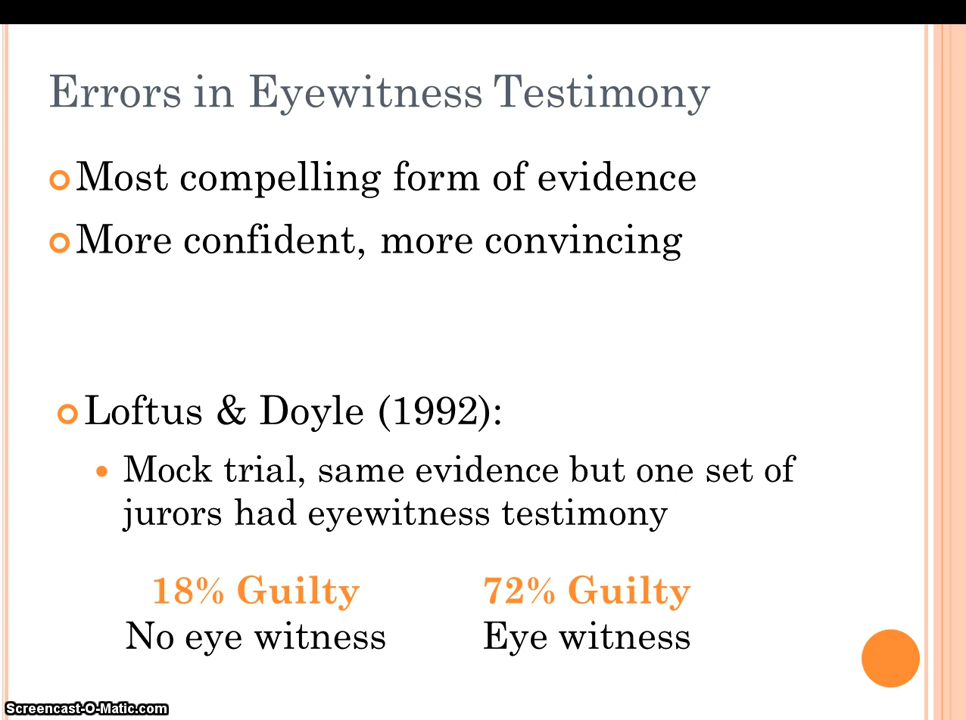 Errors in Eyewitness Testimony
Most compelling form of evidence
More confident, more convincing
Loftus & Doyle (1992):
Mock trial, same evidence but one set of
jurors had eyewitness testimony
18% Guilty 72% Guilty
No eye witness Eye witness
Screencast-O-Matic.com